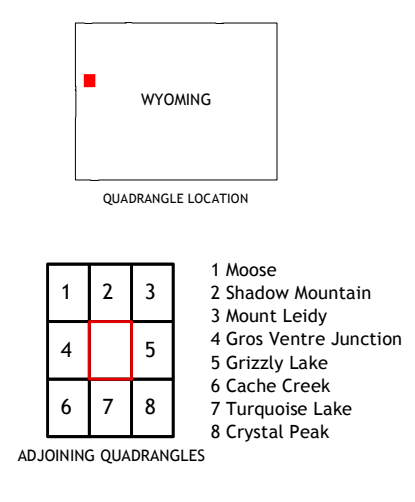 WYOMING
QUADRANGLE LOCATION
1 2 3
4 5
6 7 8
ADJOINING QUADRANGLES
1 Moose
2 Shadow Mountain
3 Mount Leidy
4 Gros Ventre Junction
5 Grizzly Lake
6 Cache Creek
7 Turquoise Lake
8 Crystal Peak